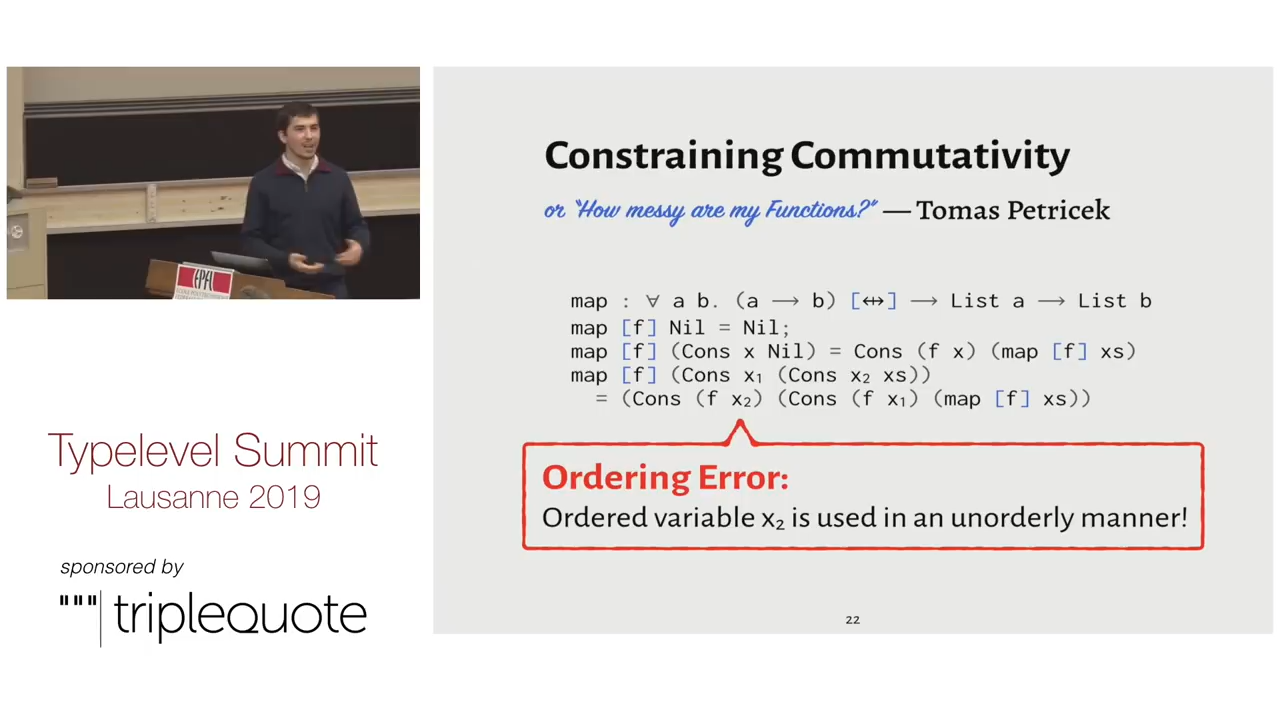 Constraining Commutativity
or “How messy are my Functions?” — Tomas Petricek
map : ∀ a b. (a ⟶ b) [⇹] ⟶ List a ⟶ List b
map [f] Nil = Nil;
map [f] (Cons x Nil) = Cons (f x) (map [f] xs)
map [f] (Cons x₁ (Cons x₂ xs))
= (Cons (f x₂) (Cons (f x₁) (map [f] xs))
Ordering Error:
Ordered variable x₂ is used in an unorderly manner!
22
EPFL
Typelevel Summit
Lausanne 2019
sponsored by
"""|triplequote